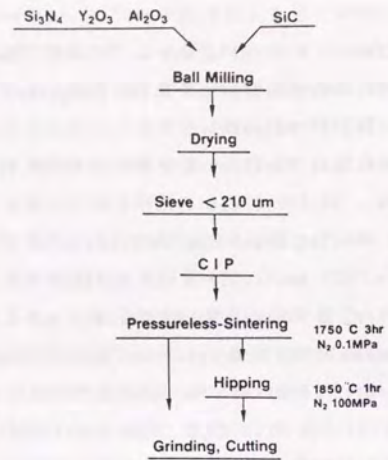 Si₃N₄ Y₂O₃ Al₂O₃ SiC
Ball Milling
Drying
Sieve < 210 um
C I P
Pressureless-Sintering 1750°C 3hr
N₂ 0.1MPa
Hipping 1850°C 1hr
N₂ 100MPa
Grinding, Cutting